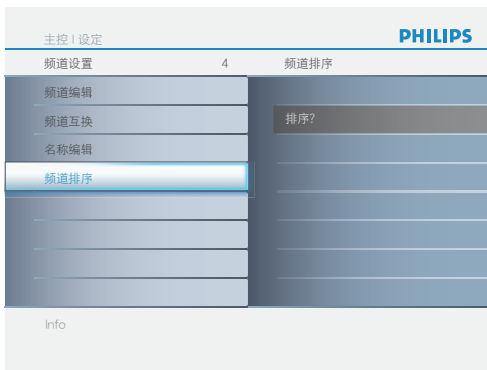 主控 | 设定
PHILIPS
频道设置 4 频道排序
频道编辑
频道互换
排序?
名称编辑
频道排序
Info